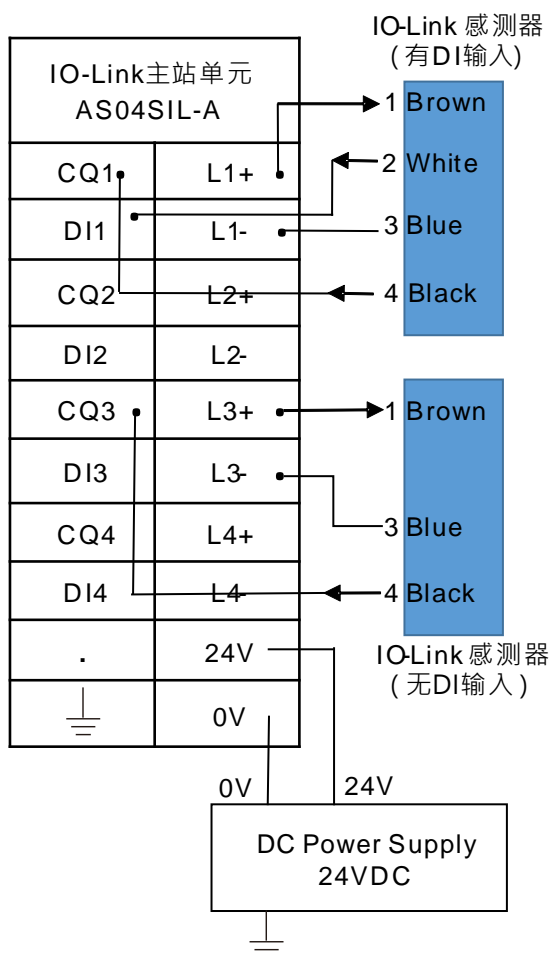 IO-Link 感测器
(有DI输入)
IO-Link主站单元
AS04SIL-A
1 Brown
CQ1 L1+
2 White
DI1 L1-
3 Blue
CQ2 L2+
4 Black
DI2 L2-
CQ3 L3+
1 Brown
DI3 L3-
CQ4 L4+
3 Blue
DI4 L4-
4 Black
. 24V
IO-Link 感测器
(无DI输入)
0V
0V 24V
DC Power Supply
24VDC